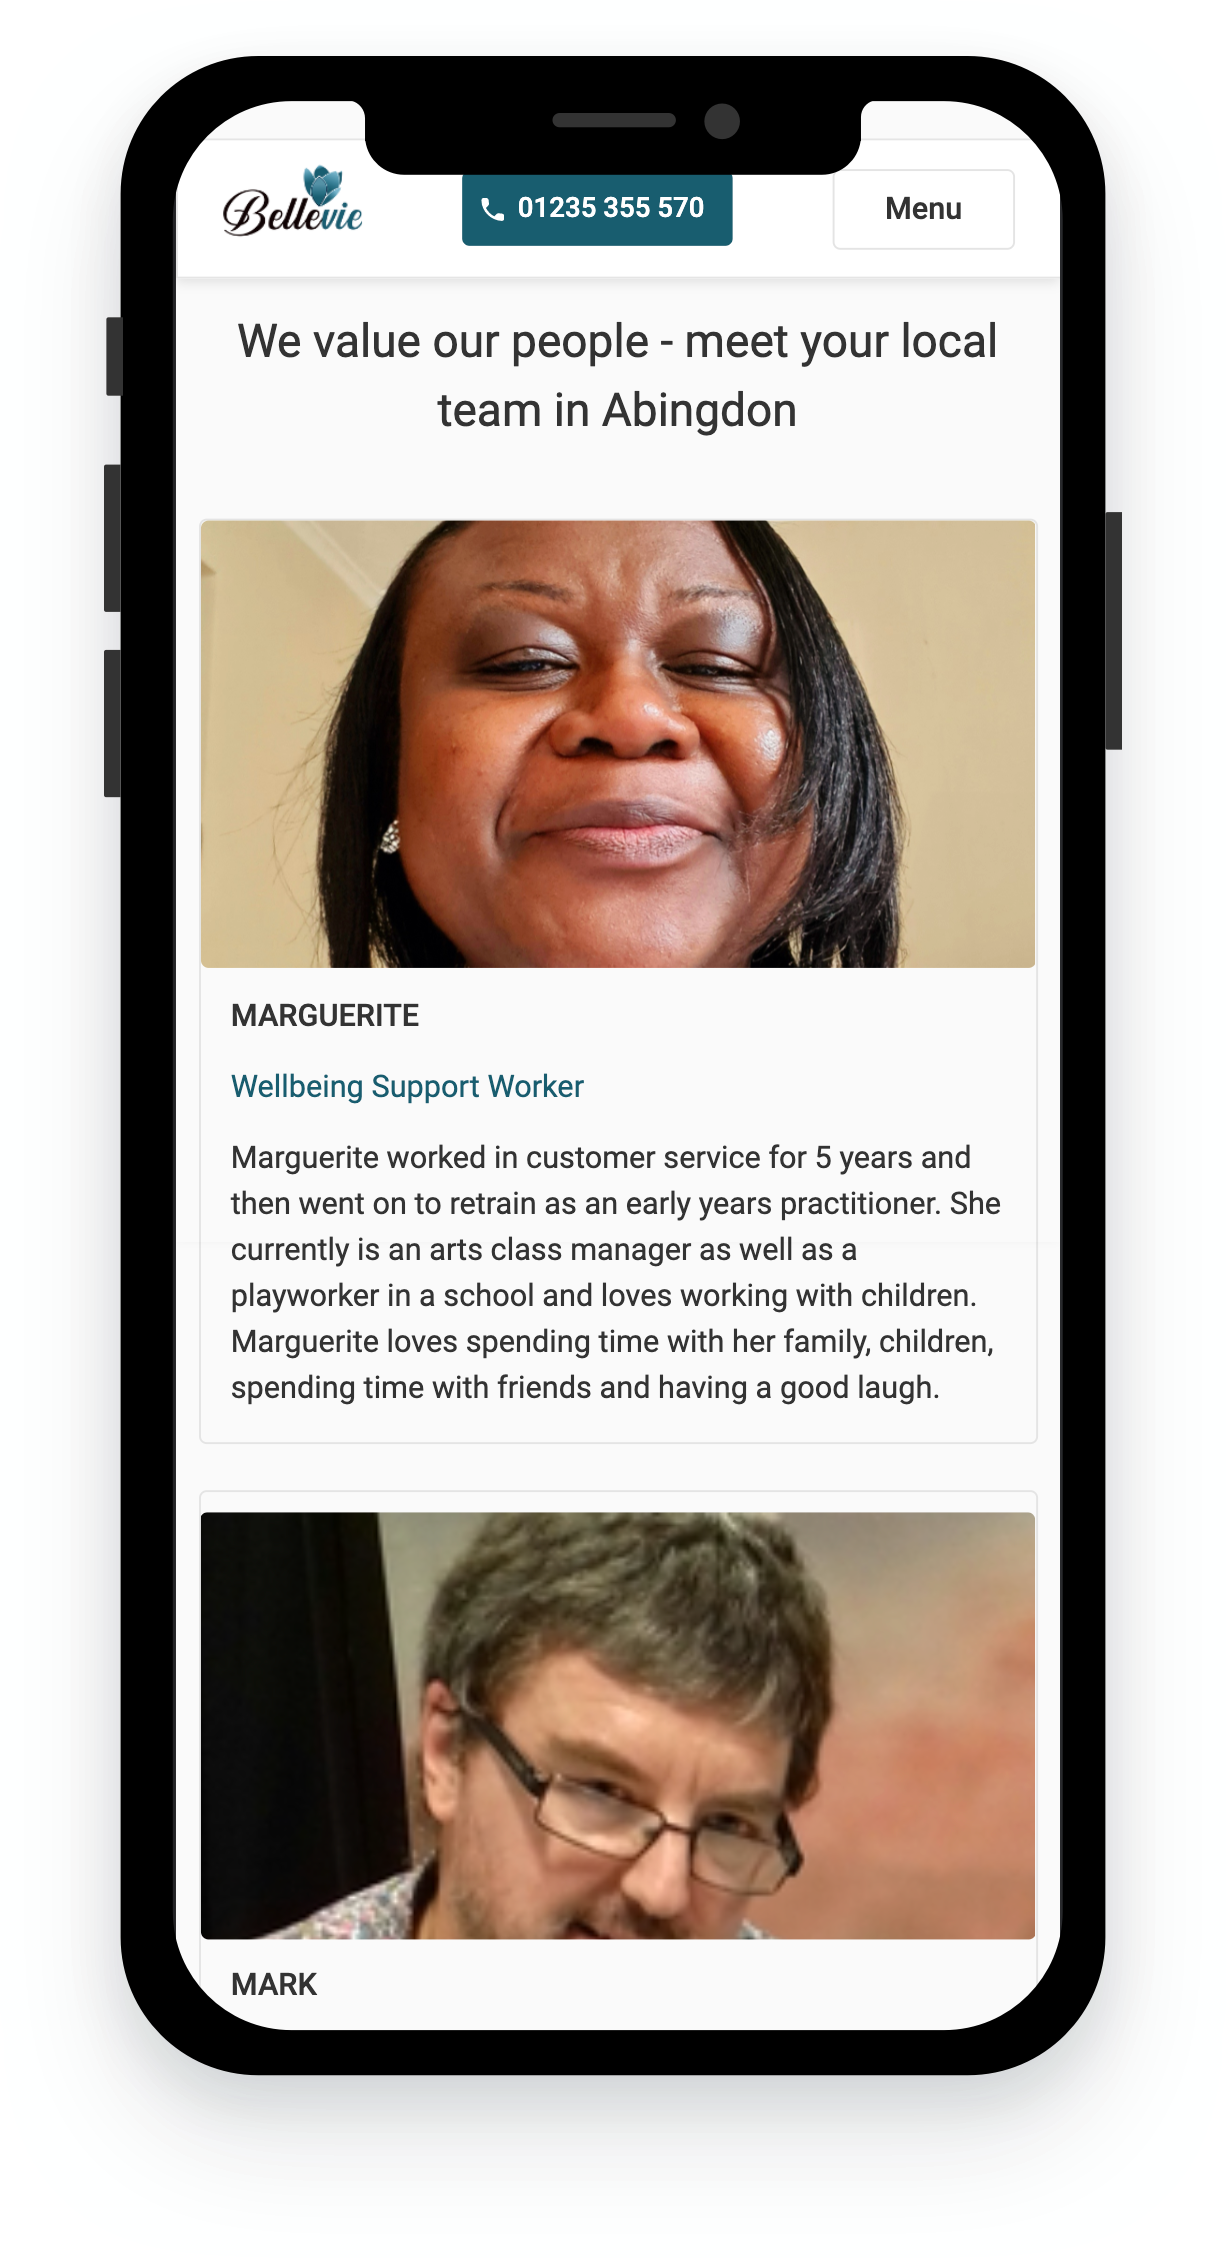 Bellevie
01235 355 570
Menu
We value our people - meet your local
team in Abingdon
MARGUERITE
Wellbeing Support Worker
Marguerite worked in customer service for 5 years and
then went on to retrain as an early years practitioner. She
currently is an arts class manager as well as a
playworker in a school and loves working with children.
Marguerite loves spending time with her family, children,
spending time with friends and having a good laugh.
MARK